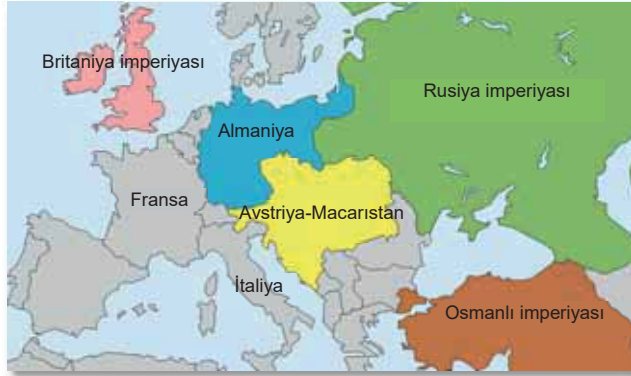 Britaniya imperiyası
Rusiya imperiyası
Almaniya
Fransa
Avstriya-Macarıstan
İtaliya
Osmanlı imperiyası